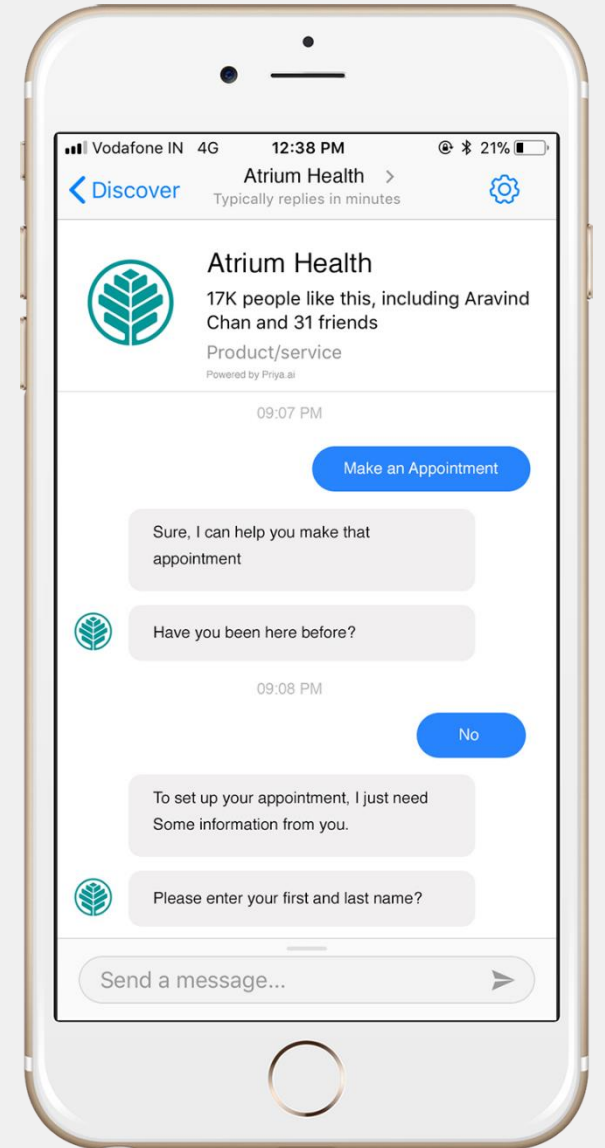 Vodafone IN 4G 12:38 PM 21%
Discover
Atrium Health >
Typically replies in minutes
Atrium Health
17K people like this, including Aravind
Chan and 31 friends
Product/service
Powered by Priya.ai
09:07 PM
Make an Appointment
Sure, I can help you make that
appointment
Have you been here before?
09:08 PM
No
To set up your appointment, I just need
Some information from you.
Please enter your first and last name?
Send a message...